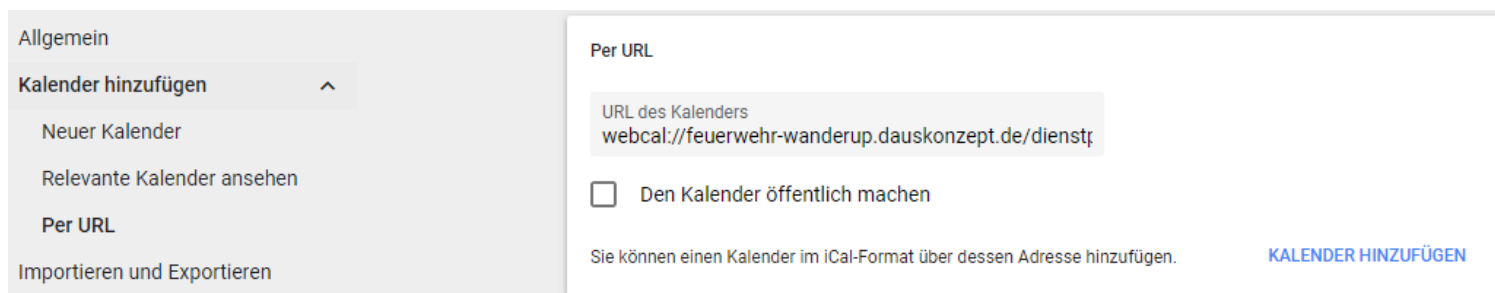 Allgemein
Kalender hinzufügen
Neuer Kalender
Relevante Kalender ansehen
Per URL
Importieren und Exportieren
Per URL
URL des Kalenders
webcal://feuerwehr-wanderup.dauskonzept.de/dienstp
Den Kalender öffentlich machen
Sie können einen Kalender im iCal-Format über dessen Adresse hinzufügen.
KALENDER HINZUFÜGEN